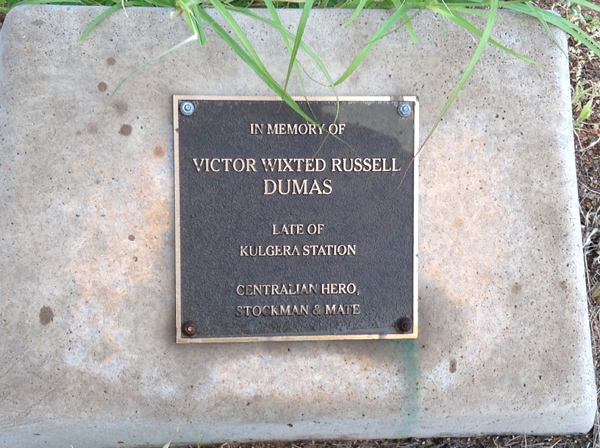 IN MEMORY OF
VICTOR WIXTED RUSSELL
DUMAS
LATE OF
KULGERA STATION
CENTRALIAN HERO,
STOCKMAN & MATE